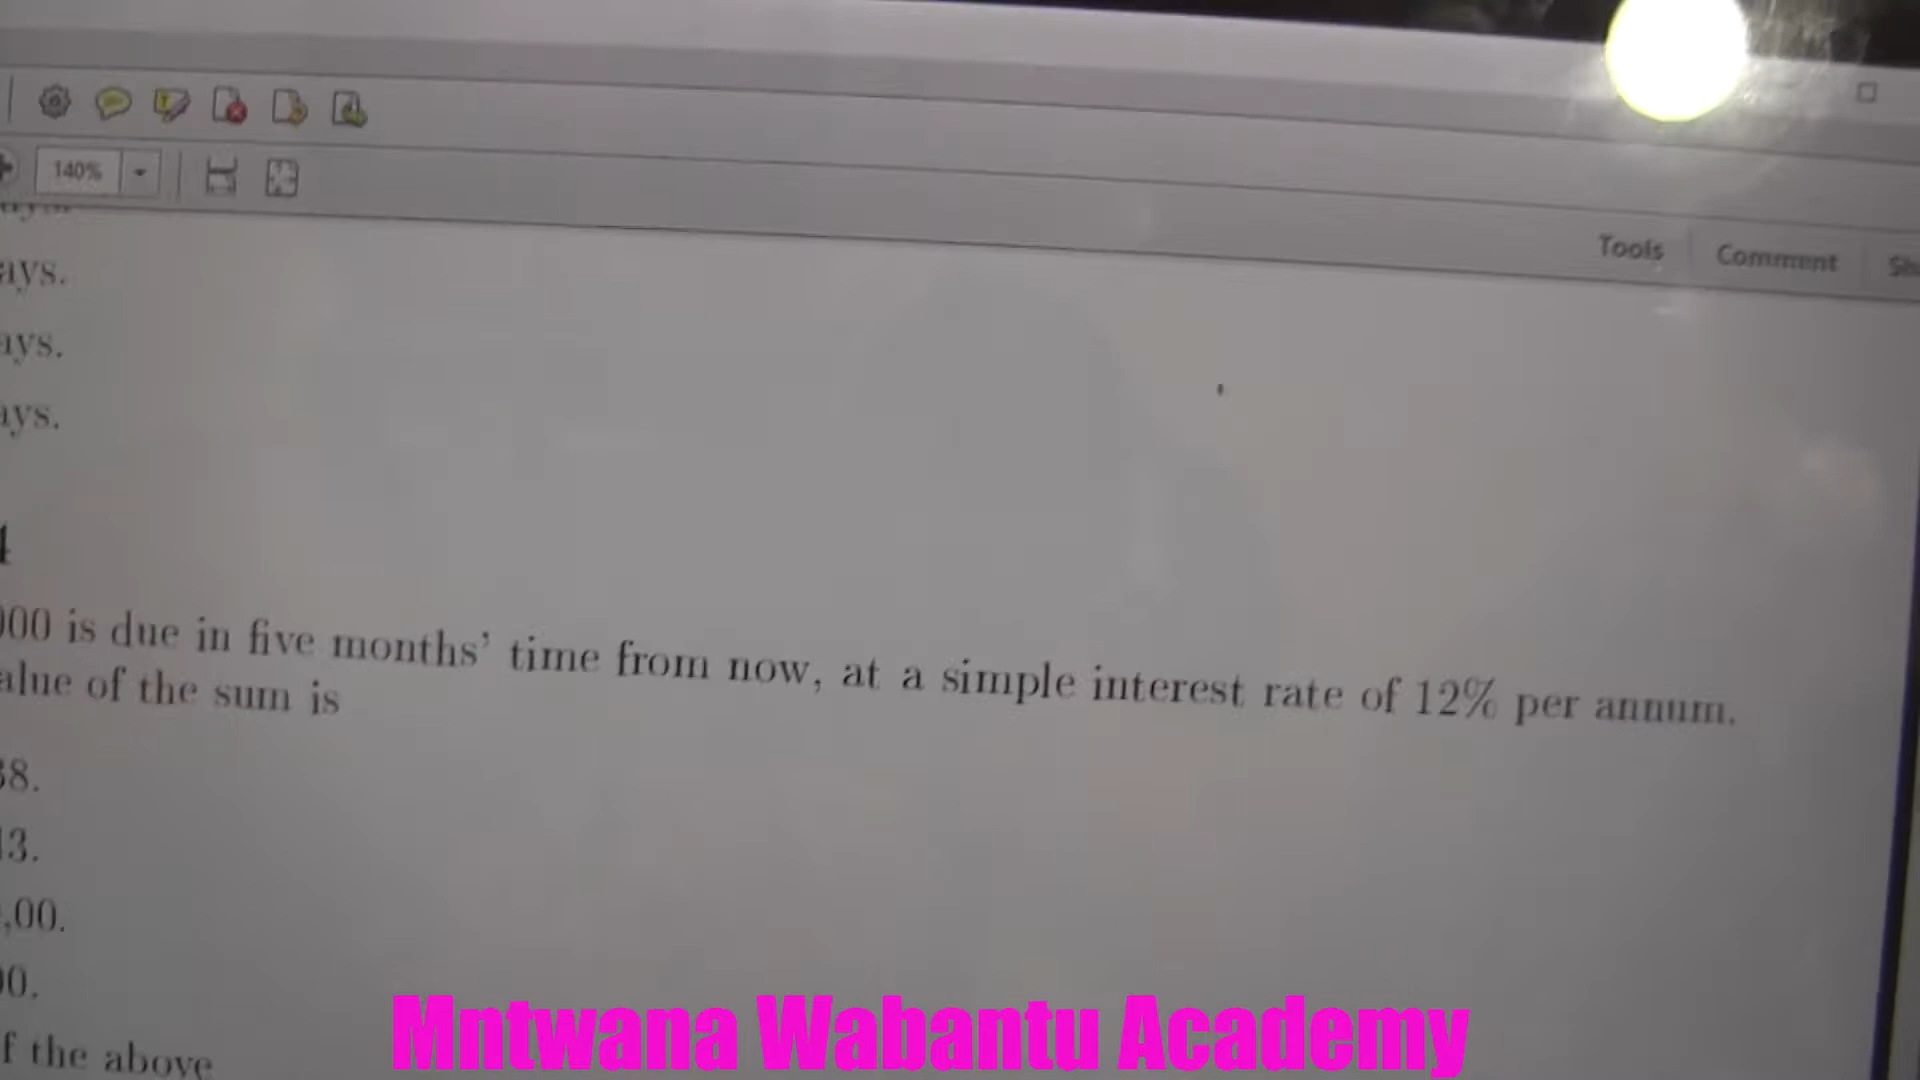 140%
Tools Comment
ays.
ays.
ays.
4
000 is due in five months’ time from now, at a simple interest rate of 12% per annum.
alue of the sum is
38.
13.
,00.
00.
f the above
Mntwana Wabantu Academy